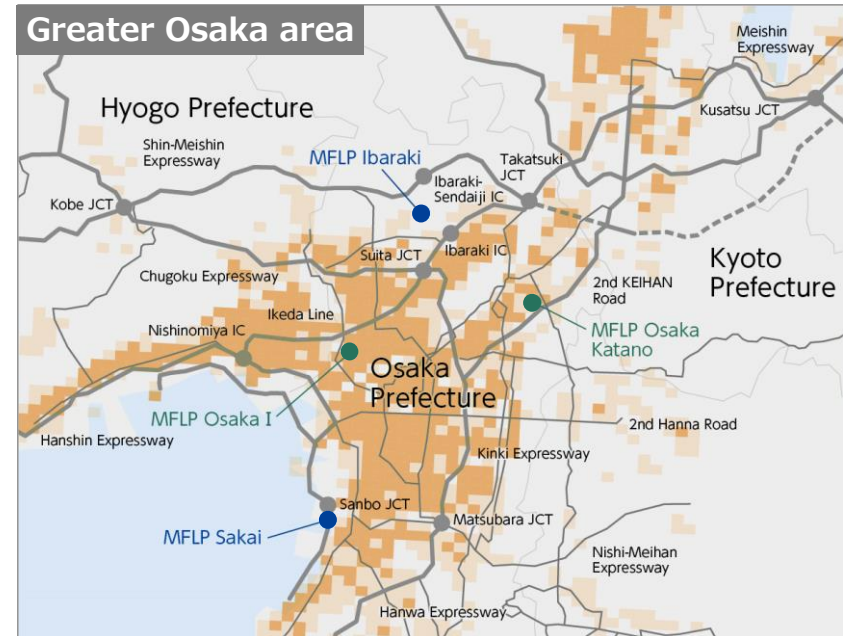 Greater Osaka area
Meishin
Expressway
Hyogo Prefecture
Kusatsu JCT
Shin-Meishin
Expressway
MFLP Ibaraki
Takatsuki
JCT
Ibaraki-
Sendaiji IC
Kobe JCT
Ibaraki IC
Suita JCT
Kyoto
Prefecture
Chugoku Expressway
2nd KEIHAN
Road
Ikeda Line
Nishinomiya IC
MFLP Osaka
Katano
Osaka
Prefecture
MFLP Osaka I
2nd Hanna Road
Hanshin Expressway
Kinki Expressway
Sanbo JCT
Matsubara JCT
MFLP Sakai
Nishi-Meihan
Expressway
Hanwa Expressway